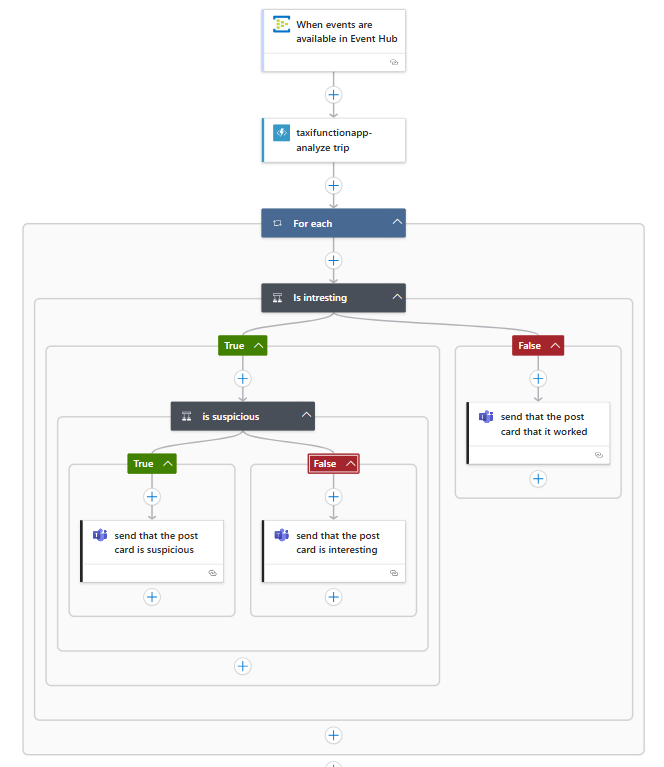 When events are
available in Event Hub
taxifunctionapp-
analyze trip
For each
Is intresting
True
False
is suspicious
send that the post
card that it worked
True
False
send that the post
card is suspicious
send that the post
card is interesting